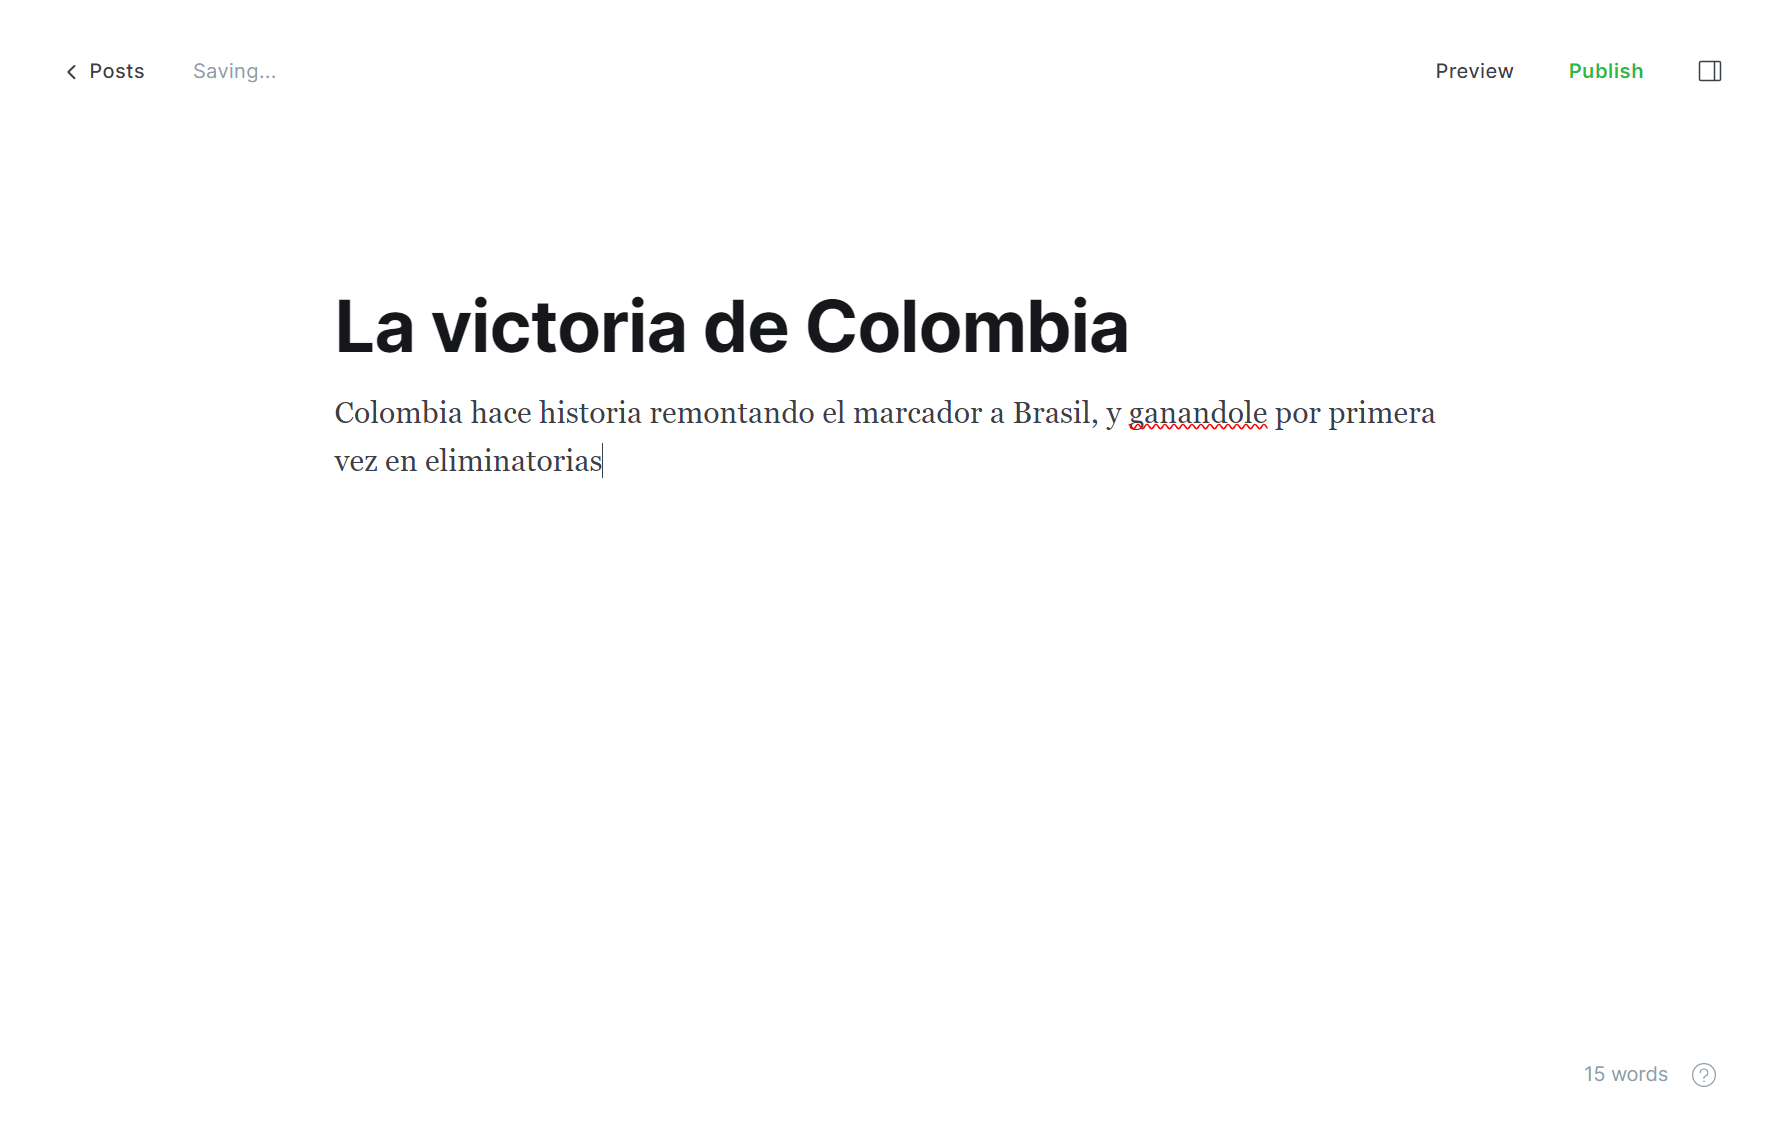 Posts
Saving...
Preview
Publish
La victoria de Colombia
Colombia hace historia remontando el marcador a Brasil, y ganandole por primera
vez en eliminatorias
15 words
?